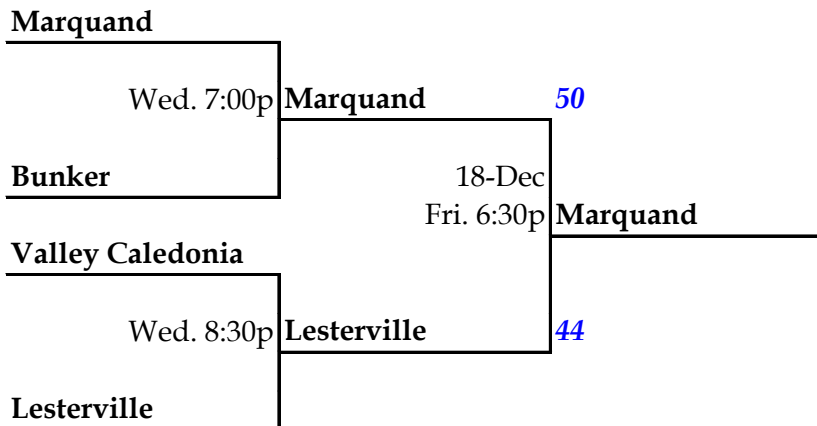 Marquand
Wed. 7:00p Marquand 50
Bunker 18-Dec
Fri. 6:30p Marquand
Valley Caledonia
Wed. 8:30p Lesterville 44
Lesterville